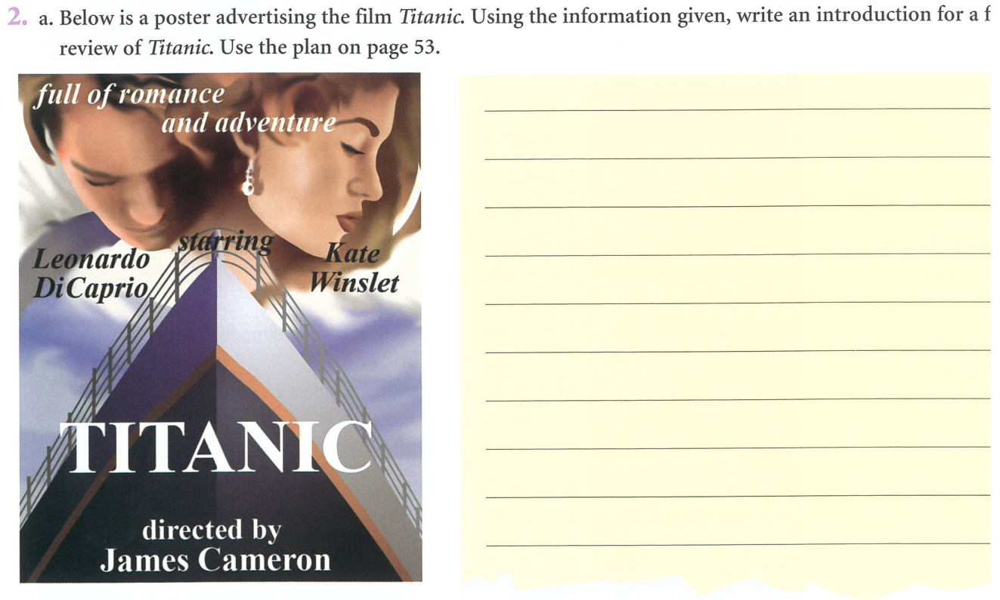 2. a. Below is a poster advertising the film Titanic. Using the information given, write an introduction for a f
review of Titanic. Use the plan on page 53.
full of romance
and adventure
starring
Leonardo
DiCaprio
Kate
Winslet
TITANIC
directed by
James Cameron